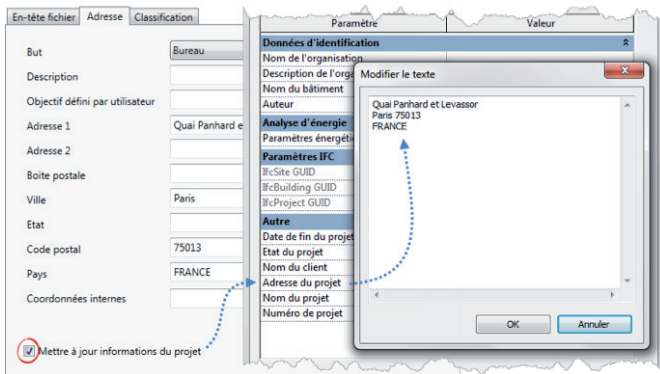 En-tête fichier Adresse Classification
But Bureau
Description
Objectif défini par utilisateur
Adresse 1 Quai Panhard e
Adresse 2
Boite postale
Ville Paris
Etat
Code postal 75013
Pays FRANCE
Coordonnées internes
Mettre à jour informations du projet
Paramètre Valeur
Données d'identification
Nom de l'organisation
Description de l'orga
Nom du bâtiment
Auteur
Analyse d'énergie
Paramètres énergéti
Paramètres IFC
IfcSite GUID
IfcBuilding GUID
IfcProject GUID
Autre
Date de fin du projet
Etat du projet
Nom du client
Adresse du projet
Nom du projet
Numéro de projet
Modifier le texte
Quai Panhard et Levassor
Paris 75013
FRANCE
OK Annuler